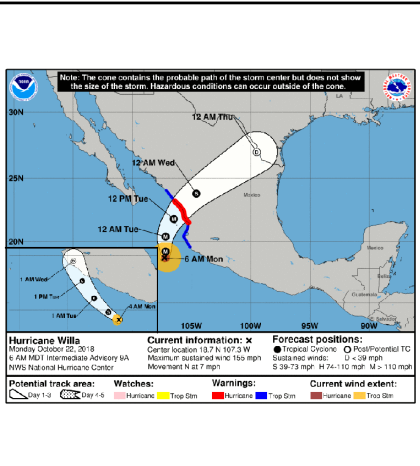 Note: The cone contains the probable path of the storm center but does not show
the size of the storm. Hazardous conditions can occur outside of the cone.
LA
30N
12 AM Thu
D
25N
12 AM Wed
S
Mexico
12 PM Tue
M
12 AM Tue
M
20N
M
6 AM Mon
Mexico
Belize
Guatemala
El Salvador
1 AM Wed
1 PM Tue
1 AM Tue
4 AM Mon
105W 100W 95W 90W
Hurricane Willa
Monday October 22, 2018
6 AM MDT Intermediate Advisory 9A
NWS National Hurricane Center
Current information: x
Center location 18.7 N 107.3 W
Maximum sustained wind 155 mph
Movement N at 7 mph
Forecast positions:
Tropical Cyclone Post/Potential TC
Sustained winds: D < 39 mph
S 39-73 mph H 74-110 mph M > 110 mph
Potential track area:
Day 1-3 Day 4-5
Watches:
Hurricane Trop Stm
Warnings:
Hurricane Trop Stm
Current wind extent:
Hurricane Trop Stm